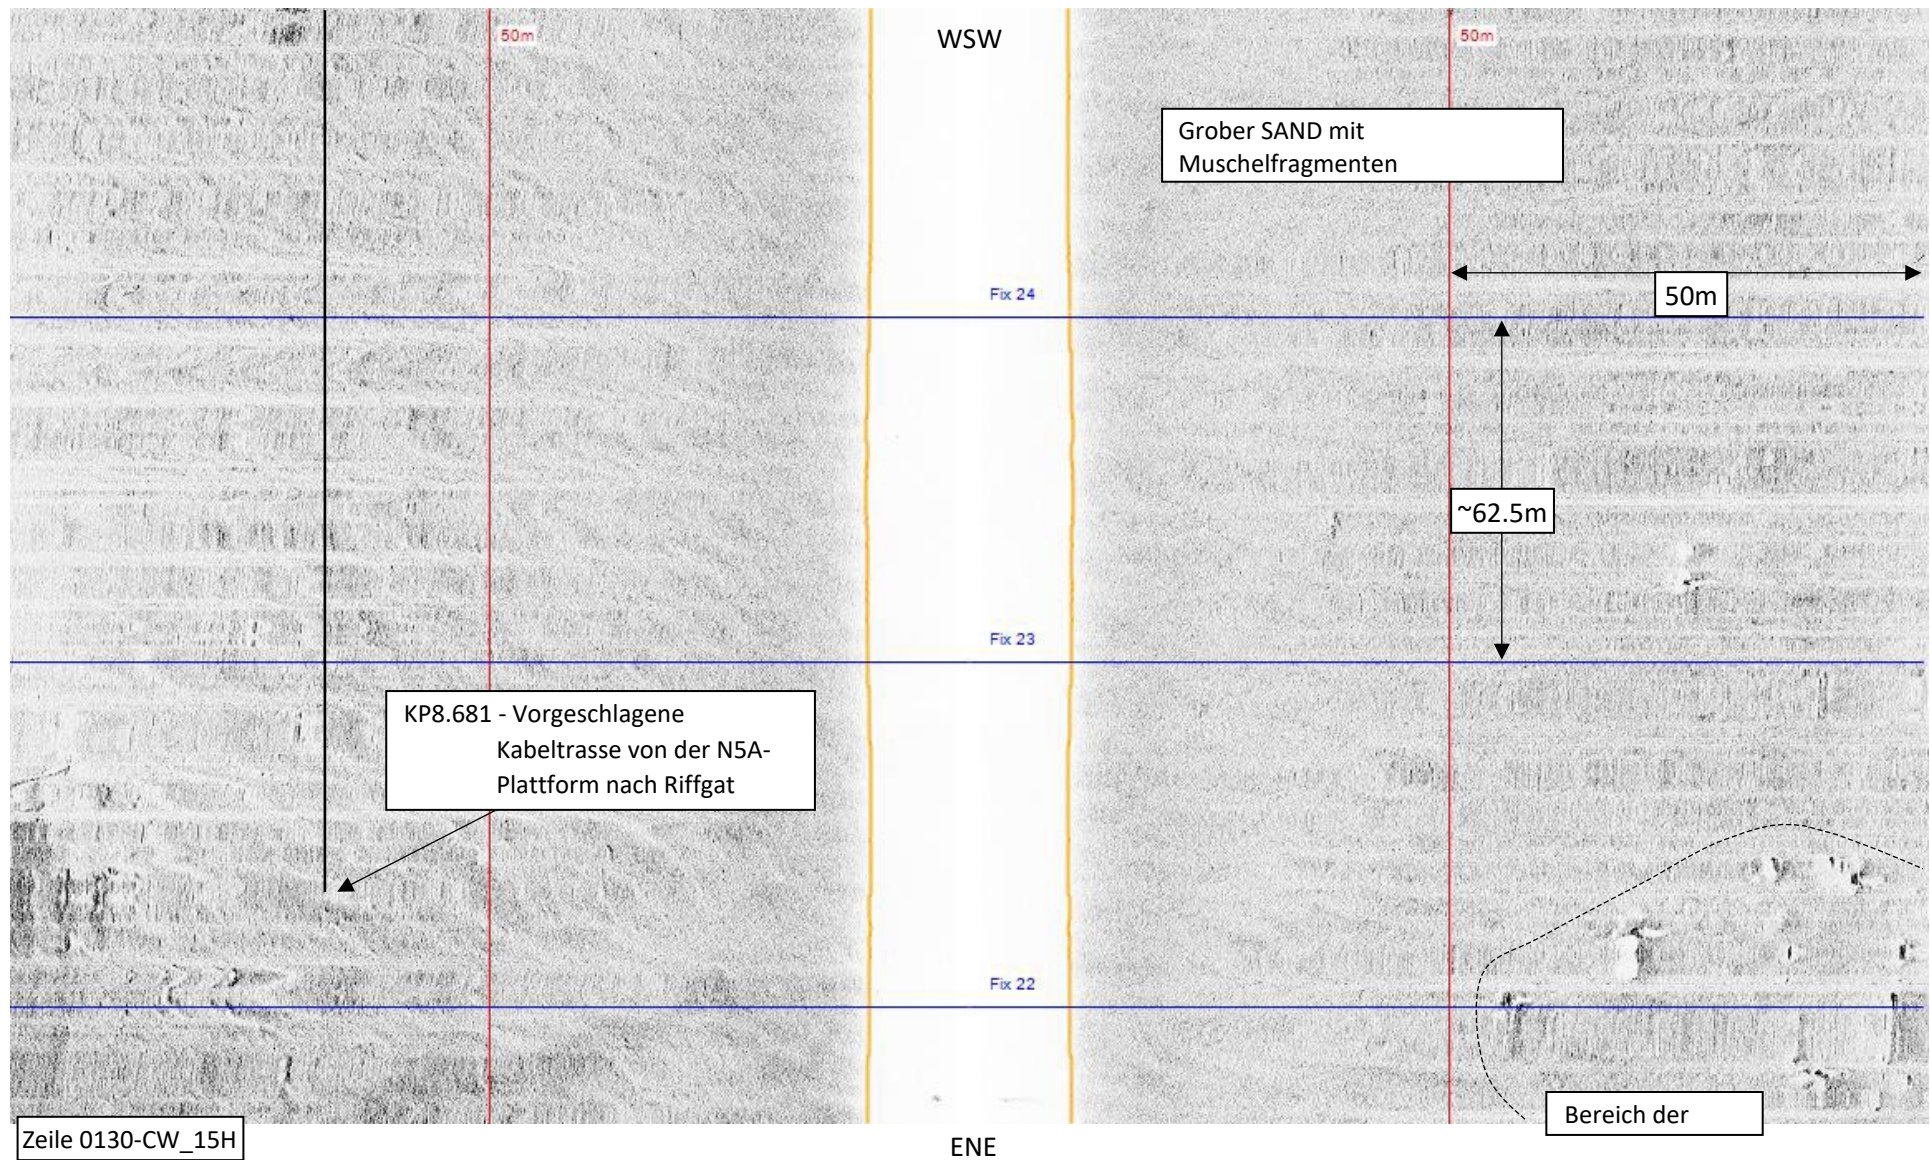 WSW
50m
50m
Grober SAND mit
Muschelfragmenten
50m
Fix 24
~62.5m
Fix 23
KP8.681 - Vorgeschlagene
Kabeltrasse von der N5A-
Plattform nach Riffgat
Fix 22
Bereich der
Zeile 0130-CW_15H
ENE